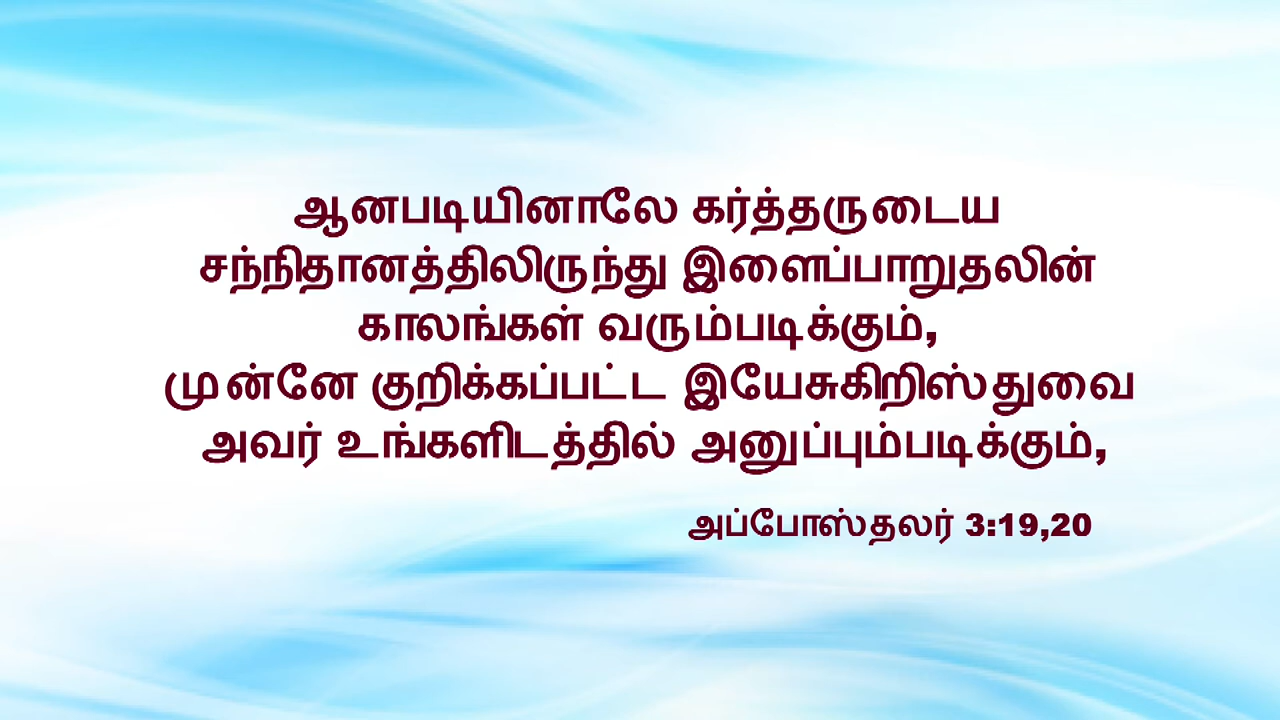 ஆனபடியினாலே கர்த்தருடைய
சந்நிதானத்திலிருந்து இளைப்பாறுதலின்
காலங்கள் வரும்படிக்கும்,
முன்னே குறிக்கப்பட்ட இயேசுகிறிஸ்துவை
அவர் உங்களிடத்தில் அனுப்பும்படிக்கும்,
அப்போஸ்தலர் 3:19,20